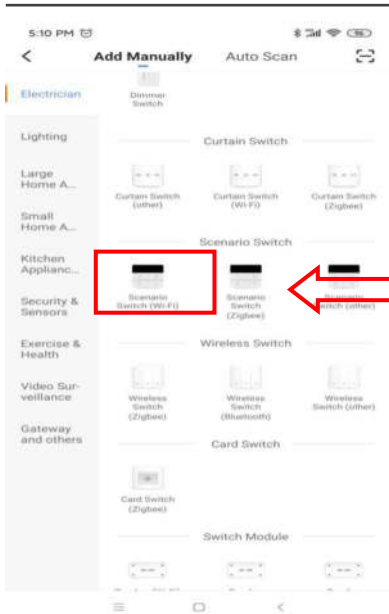 5:10 PM
Add Manually Auto Scan
Electrician
Dimmer
Switch
Lighting
Curtain Switch
Large
Home A...
Curtain Switch
(other)
Curtain Switch
(Wi-Fi)
Curtain Switch
(Zigbee)
Small
Home A...
Scenario Switch
Kitchen
Applianc...
Scenario
Switch (Wi-Fi)
Scenario
Switch
(Zigbee)
Scenario
Switch (other)
Security &
Sensors
Exercise &
Health
Wireless Switch
Video Sur-
veillance
Wireless
Switch
(Zigbee)
Wireless
Switch
(Bluetooth)
Wireless
Switch (other)
Gateway
and others
Card Switch
Card Switch
(Zigbee)
Switch Module